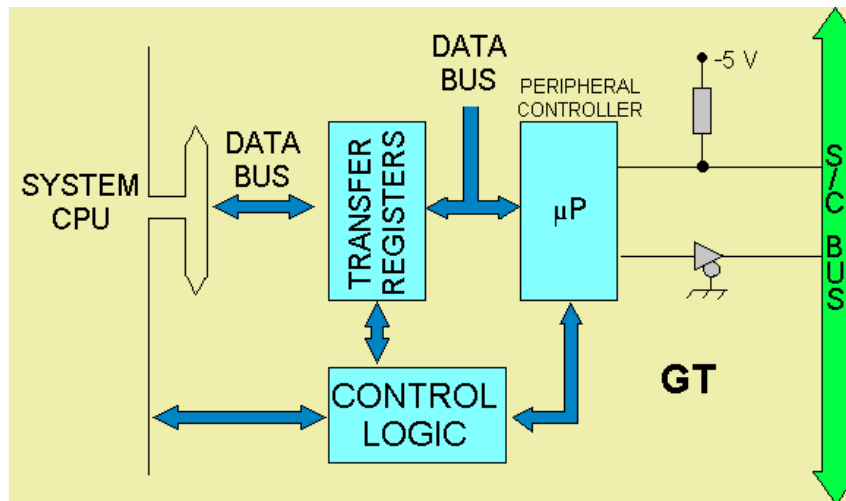 DATA
BUS
PERIPHERAL
CONTROLLER
-5 V
SYSTEM
CPU
DATA
BUS
TRANSFER
REGISTERS
μP
S/C BUS
CONTROL
LOGIC
GT